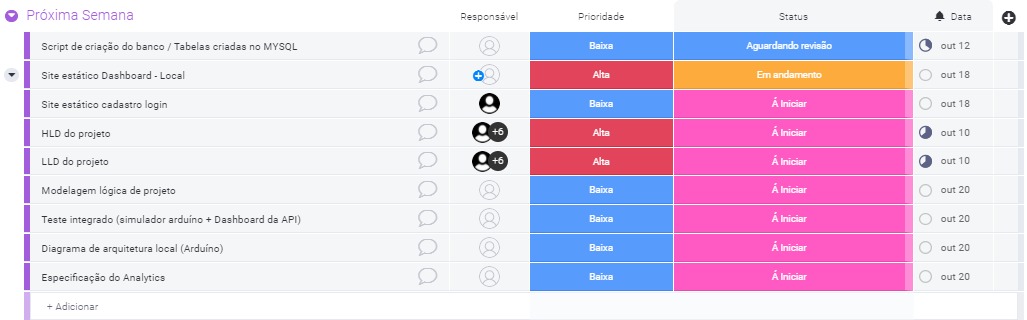 Próxima Semana
Responsável Prioridade Status Data
Script de criação do banco / Tabelas criadas no MYSQL Baixa Aguardando revisão out 12
Site estático Dashboard - Local Alta Em andamento out 18
Site estático cadastro login Baixa Á Iniciar out 18
HLD do projeto +6 Alta Á Iniciar out 10
LLD do projeto +6 Alta Á Iniciar out 10
Modelagem lógica de projeto Baixa Á Iniciar out 20
Teste integrado (simulador arduíno + Dashboard da API) Baixa Á Iniciar out 20
Diagrama de arquitetura local (Arduíno) Baixa Á Iniciar out 20
Especificação do Analytics Baixa Á Iniciar out 20
+ Adicionar